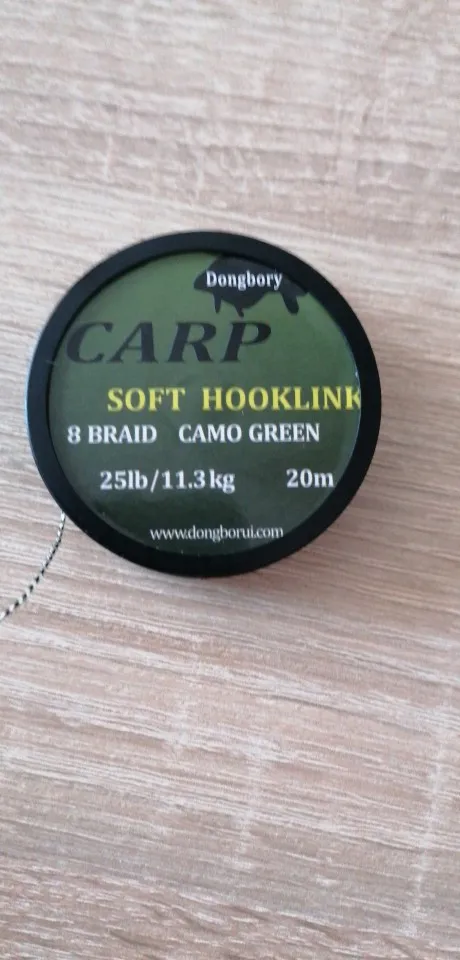 Dongbory
CARP
SOFT HOOKLINK
8 BRAID CAMO GREEN
25lb/11.3kg 20m
www.dongborui.com